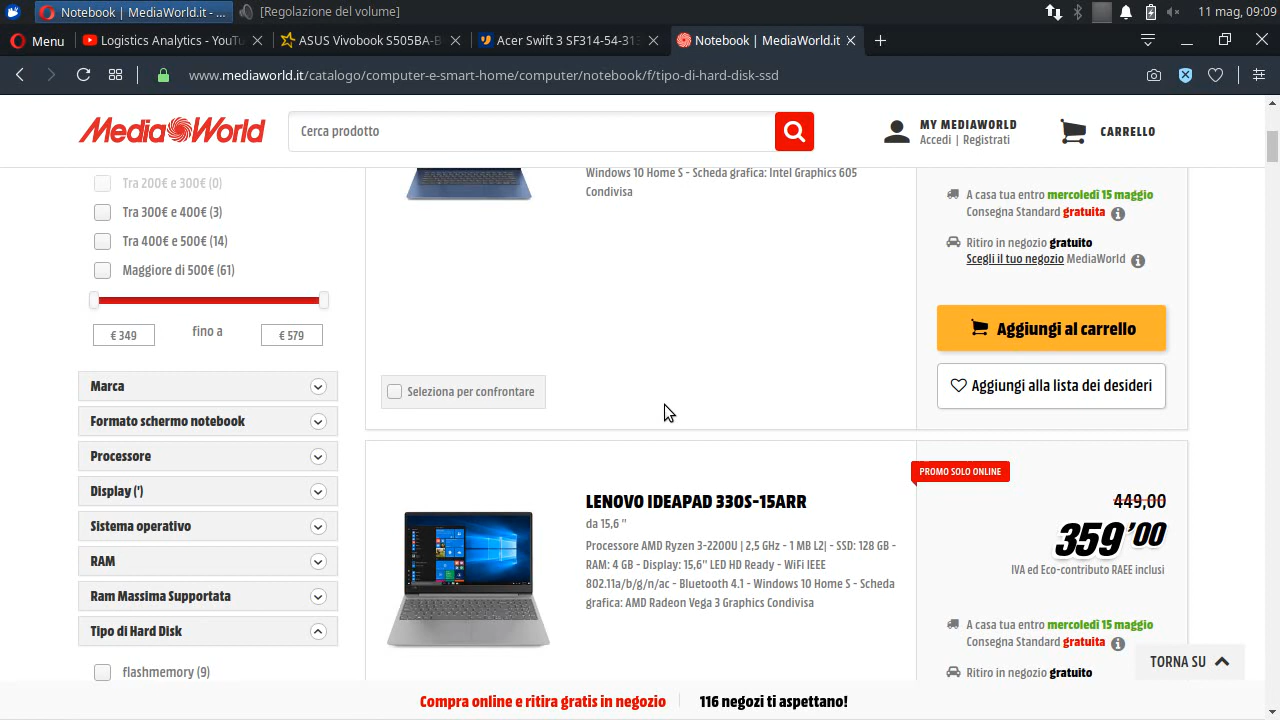 Notebook | MediaWorld.it - ...
[Regolazione del volume]
11 mag, 09:09
Menu
Logistics Analytics - YouTu
ASUS Vivobook S505BA-B
Acer Swift 3 SF314-54-313
Notebook | MediaWorld.it
www.mediaworld.it/catalogo/computer-e-smart-home/computer/notebook/f/tipo-di-hard-disk-ssd
MediaWorld
Cerca prodotto
MY MEDIAWORLD
Accedi | Registrati
CARRELLO
Tra 200€ e 300€ (0)
Tra 300€ e 400€ (3)
Tra 400€ e 500€ (14)
Maggiore di 500€ (61)
€ 349
fino a
€ 579
Marca
Formato schermo notebook
Processore
Display (')
Sistema operativo
RAM
Ram Massima Supportata
Tipo di Hard Disk
flashmemory (9)
Windows 10 Home S - Scheda grafica: Intel Graphics 605
Condivisa
A casa tua entro mercoledì 15 maggio
Consegna Standard gratuita
Ritiro in negozio gratuito
Scegli il tuo negozio MediaWorld
Aggiungi al carrello
Aggiungi alla lista dei desideri
Seleziona per confrontare
PROMO SOLO ONLINE
LENOVO IDEAPAD 330S-15ARR
da 15,6 "
Processore AMD Ryzen 3-2200U | 2,5 GHz - 1 MB L2| - SSD: 128 GB -
RAM: 4 GB - Display: 15,6" LED HD Ready - WiFi IEEE
802.11a/b/g/n/ac - Bluetooth 4.1 - Windows 10 Home S - Scheda
grafica: AMD Radeon Vega 3 Graphics Condivisa
449,00
359'00
IVA ed Eco-contributo RAEE inclusi
A casa tua entro mercoledì 15 maggio
Consegna Standard gratuita
Ritiro in negozio gratuito
TORNA SU
Compra online e ritira gratis in negozio
116 negozi ti aspettano!